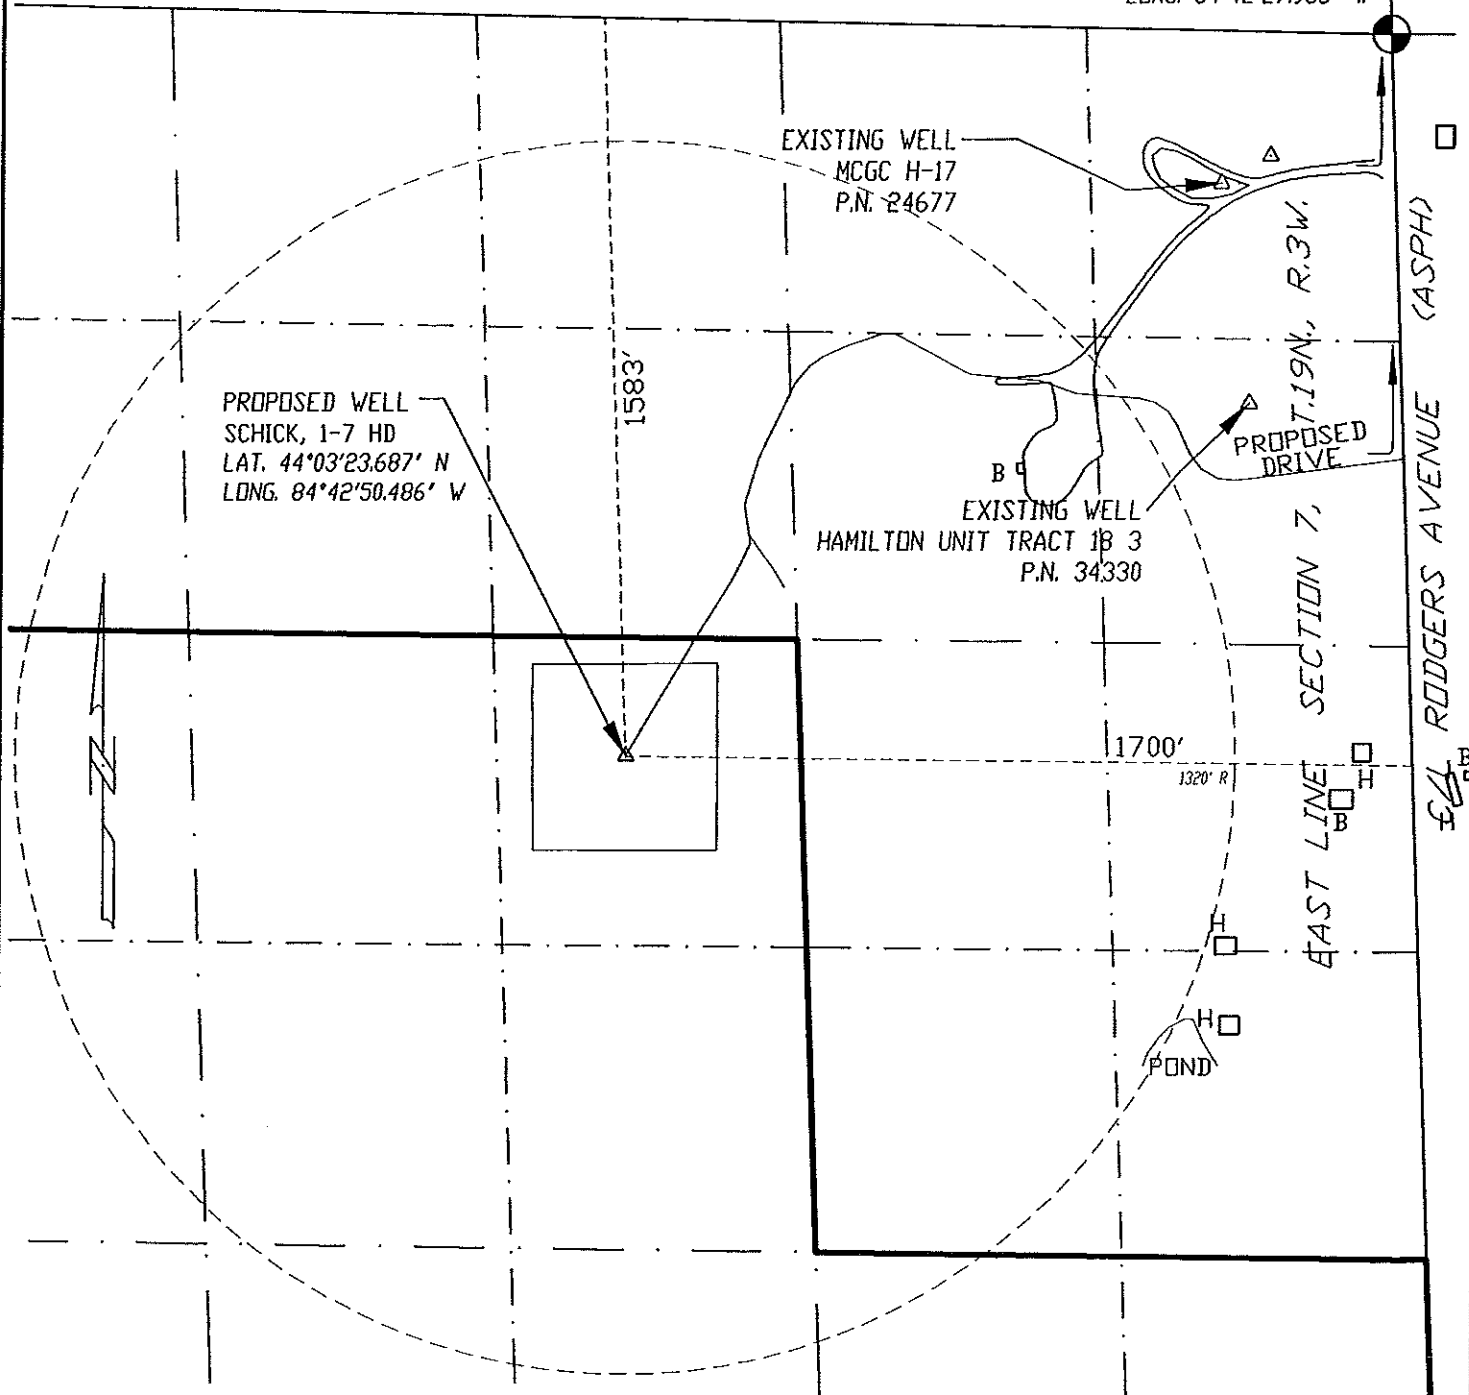 EXISTING WELL
MCGC H-17
P.N. 24677
(ASPH)
1583'
PROPOSED WELL
SCHICK, 1-7 HD
LAT. 44°03'23.687' N
LONG. 84°42'50.486' W
PROPOSED
DRIVE
B
EXISTING WELL
HAMILTON UNIT TRACT 18 3
P.N. 34330
EAST LINE SECTION 7, T.19N., R.3W.
RODGERS AVENUE
1700'
1320' R
H
B
B
H
H
POND
N